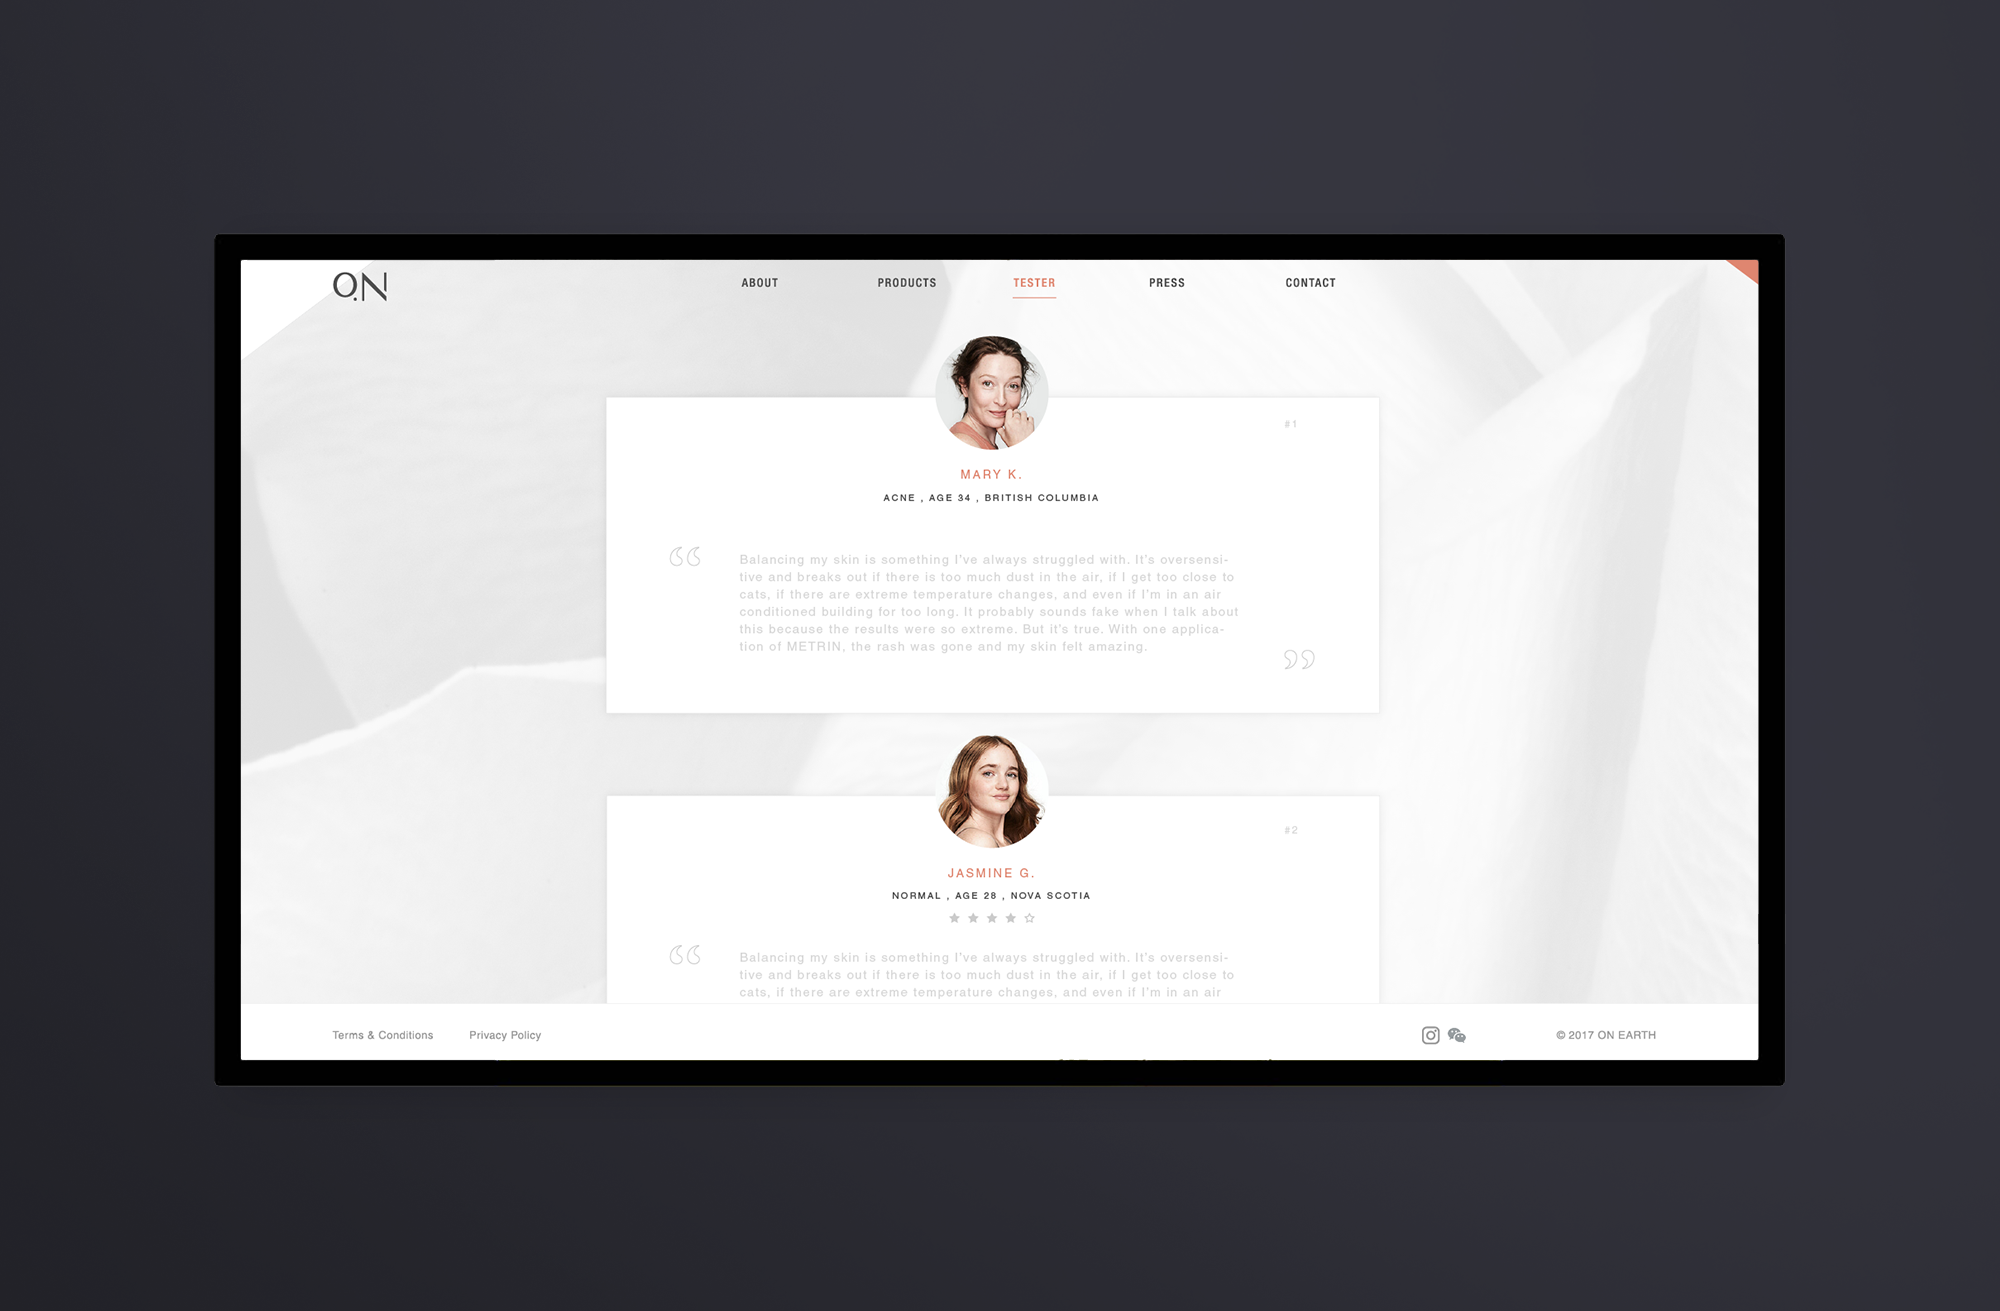 O.N
ABOUT
PRODUCTS
TESTER
PRESS
CONTACT
#1
MARY K.
ACNE , AGE 34 , BRITISH COLUMBIA
“
Balancing my skin is something I've always struggled with. It's oversensi-
tive and breaks out if there is too much dust in the air, if I get too close to
cats, if there are extreme temperature changes, and even if I'm in an air
conditioned building for too long. It probably sounds fake when I talk about
this because the results were so extreme. But it's true. With one applica-
tion of METRIN, the rash was gone and my skin felt amazing.
”
#2
JASMINE G.
NORMAL , AGE 28 , NOVA SCOTIA
“
Balancing my skin is something I've always struggled with. It's oversensi-
tive and breaks out if there is too much dust in the air, if I get too close to
cats, if there are extreme temperature changes, and even if I'm in an air
Terms & Conditions
Privacy Policy
© 2017 ON EARTH